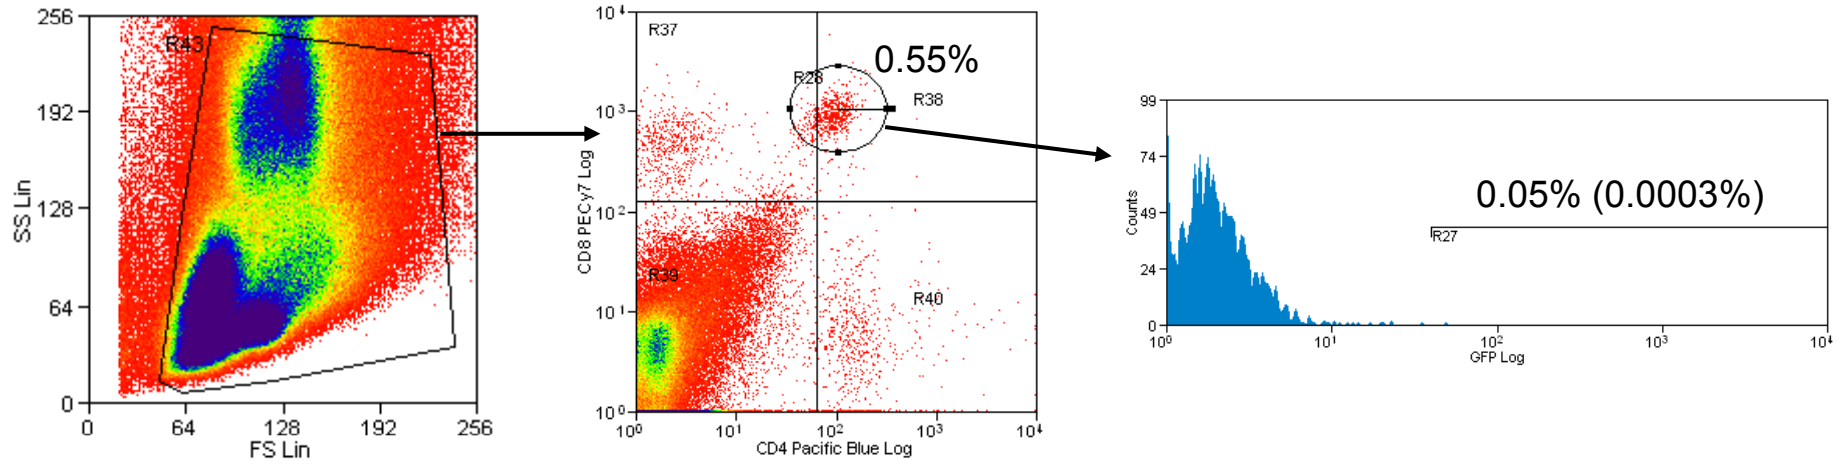 256
192
128
64
0
0 64 128 192 256
SS Lin
FS Lin
R43
10⁴
10³
10²
10¹
10⁰
10⁰ 10¹ 10² 10³ 10⁴
CD8 PECy7 Log
CD4 Pacific Blue Log
R37
R28
0.55%
R38
R39
R40
99
74
49
24
0
10⁰ 10¹ 10² 10³ 10⁴
Counts
GFP Log
0.05% (0.0003%)
R27